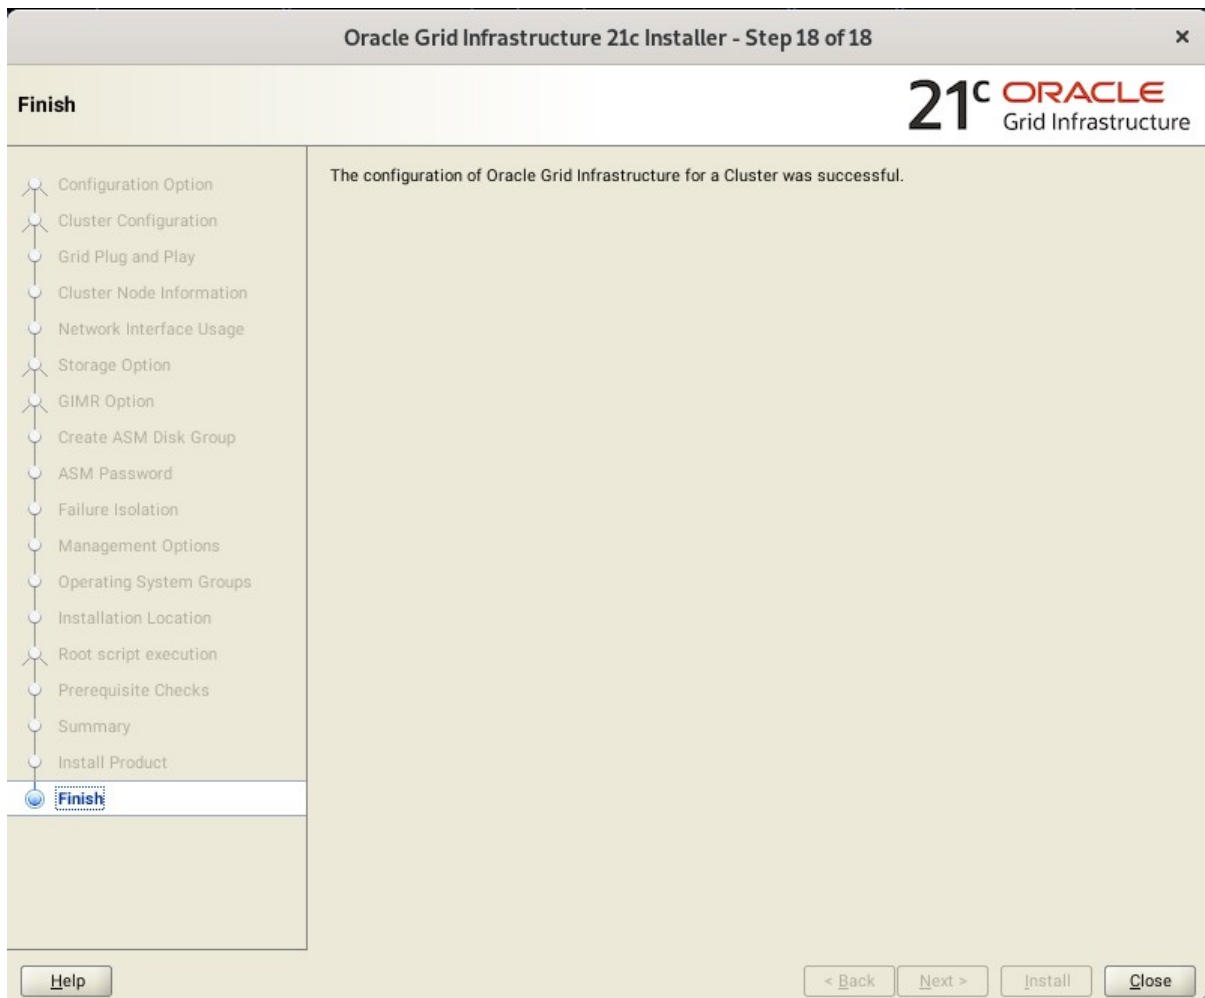 Oracle Grid Infrastructure 21c Installer - Step 18 of 18
×
Finish
21c ORACLE
Grid Infrastructure
Configuration Option
Cluster Configuration
Grid Plug and Play
Cluster Node Information
Network Interface Usage
Storage Option
GIMR Option
Create ASM Disk Group
ASM Password
Failure Isolation
Management Options
Operating System Groups
Installation Location
Root script execution
Prerequisite Checks
Summary
Install Product
Finish
The configuration of Oracle Grid Infrastructure for a Cluster was successful.
Help
< Back
Next >
Install
Close